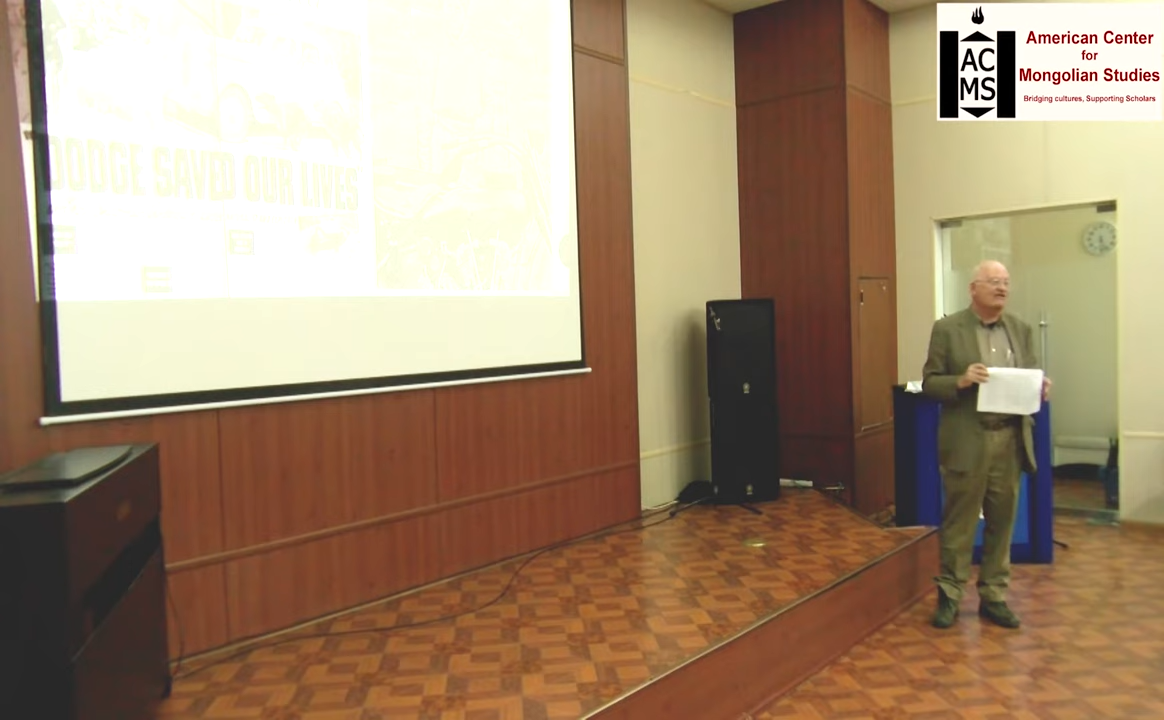 DODGE SAVED OUR LIVES
AC
MS
American Center
for
Mongolian Studies
Bridging cultures, Supporting Scholars